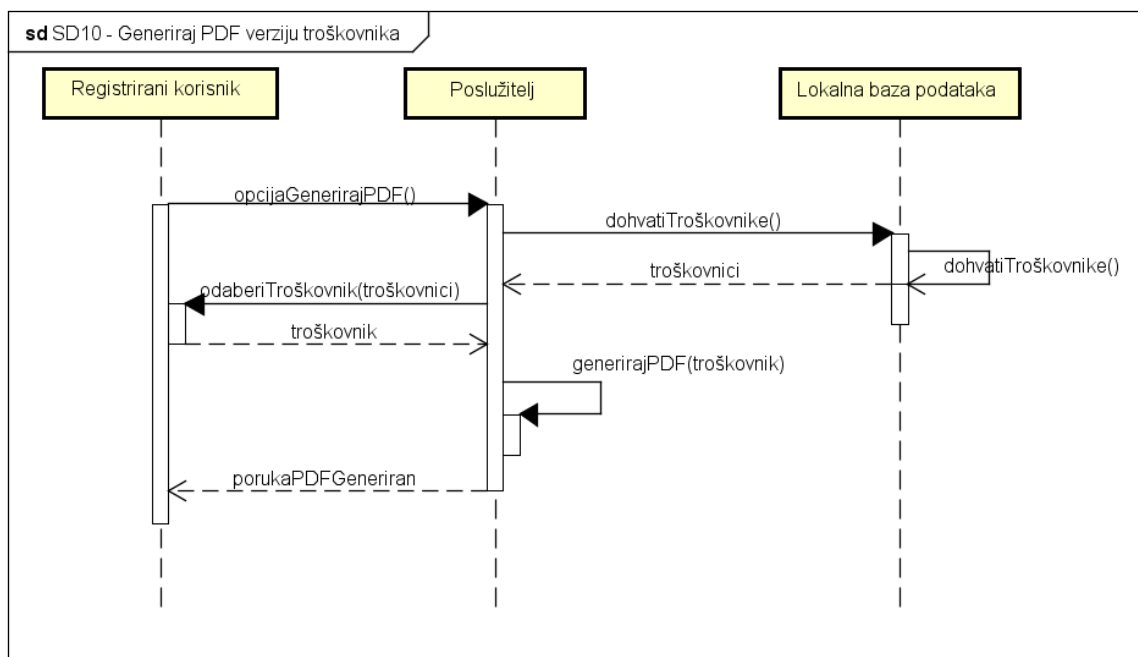 sd SD10 - Generiraj PDF verziju troškovnika
Registrirani korisnik
Poslužitelj
Lokalna baza podataka
opcijaGenerirajPDF()
dohvatiTroškovnike()
dohvatiTroškovnike()
troškovnici
odaberiTroškovnik(troškovnici)
troškovnik
generirajPDF(troškovnik)
porukaPDFGeneriran